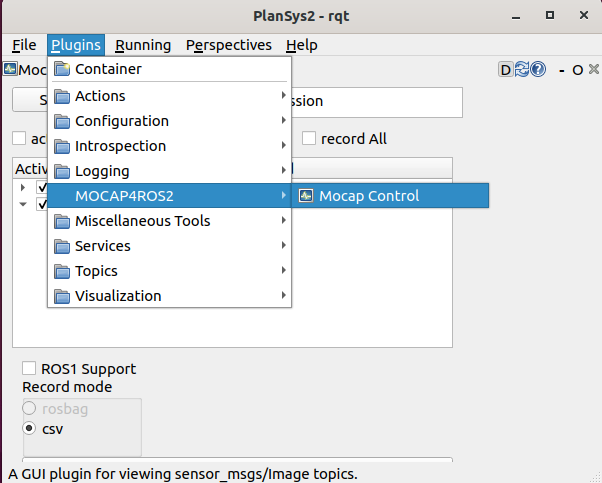 PlanSys2 - rqt
File Plugins Running Perspectives Help
Moc
D - O
Container
S
ssion
Actions
Configuration
ac
record All
Introspection
Activ
d
Logging
MOCAP4ROS2
Mocap Control
Miscellaneous Tools
Services
Topics
Visualization
ROS1 Support
Record mode
rosbag
csv
A GUI plugin for viewing sensor_msgs/Image topics.